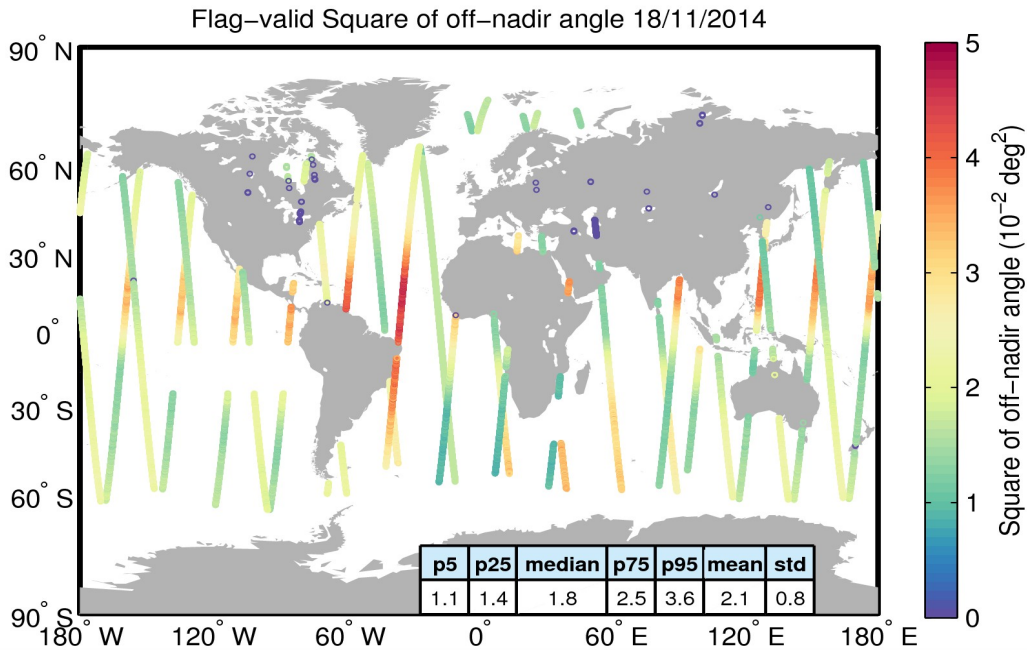 Flag−valid Square of off−nadir angle 18/11/2014
90° N
60° N
30° N
0°
30° S
60° S
90° S
180° W
120° W
60° W
0°
60° E
120° E
180° E
p5 p25 median p75 p95 mean std
1.1 1.4 1.8 2.5 3.6 2.1 0.8
5
4
3
2
1
0
Square of off−nadir angle (10⁻² deg²)